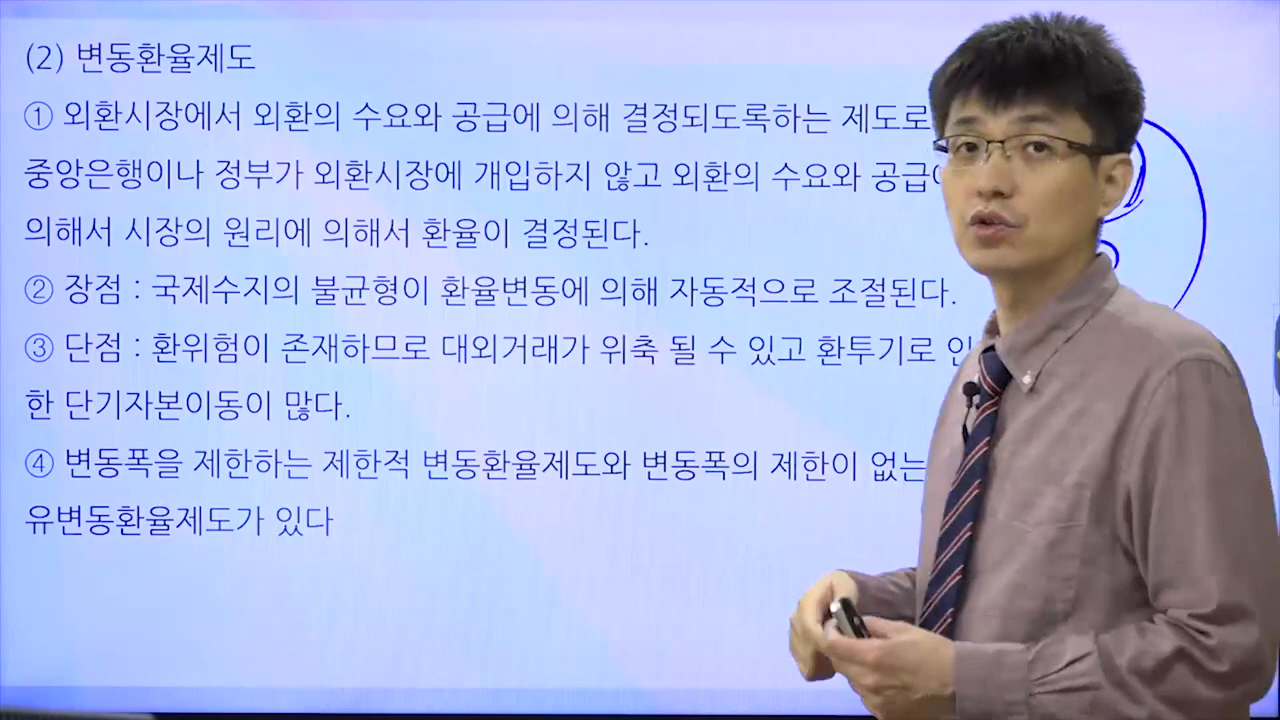 (2) 변동환율제도
① 외환시장에서 외환의 수요와 공급에 의해 결정되도록하는 제도로
중앙은행이나 정부가 외환시장에 개입하지 않고 외환의 수요와
의해서 시장의 원리에 의해서 환율이 결정된다.
② 장점 : 국제수지의 불균형이 환율변동에 의해 자동적으로 조절된다.
③ 단점 : 환위험이 존재하므로 대외거래가 위축 될 수 있고 환투기로 인
한 단기자본이동이 많다.
④ 변동폭을 제한하는 제한적 변동환율제도와 변동폭의 제한이 없는
유변동환율제도가 있다